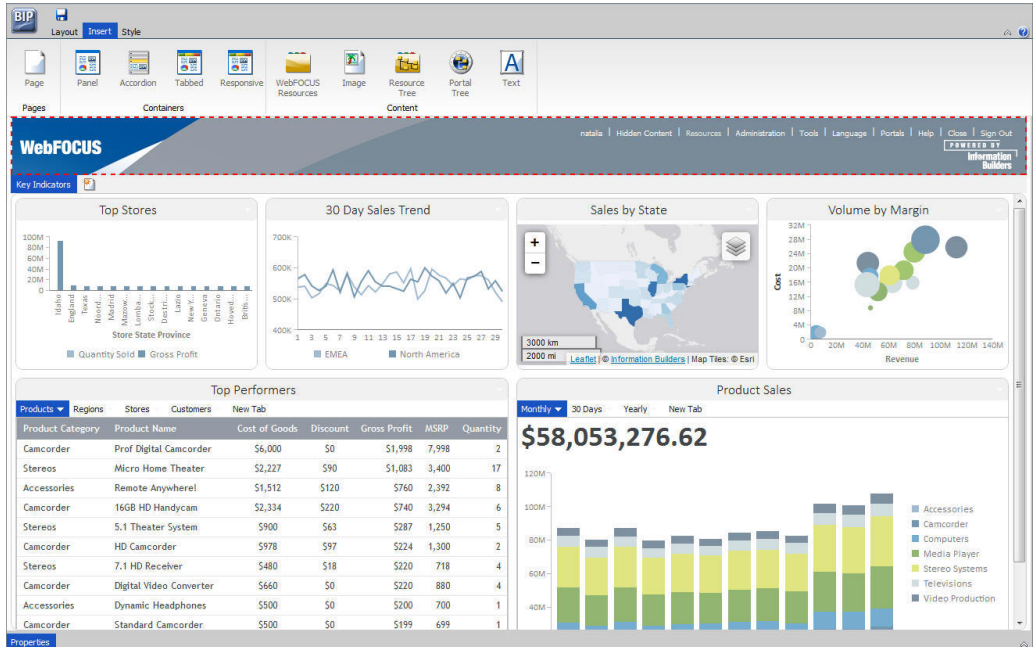 BIP
Layout Insert Style
Page Panel Accordion Tabbed Responsive WebFOCUS Resources Image Resource Tree Portal Tree Text
Pages Containers Content
natalia | Hidden Content | Resources | Administration | Tools | Language | Portals | Help | Close | Sign Out
WebFOCUS
POWERED BY
Information
Builders
Key Indicators
Top Stores
100M
80M
60M
40M
20M
0
Idaho
England
Texas
Noord...
Madrid
Mazow...
Lomba...
Stock...
Destri...
Lazio
NewY...
Geneva
Ontario
Hoved...
Britis...
Store State Province
Quantity Sold Gross Profit
30 Day Sales Trend
700K
600K
500K
400K
1 3 5 7 9 11 13 15 17 19 21 23 25 27 29
EMEA North America
Sales by State
+
−
3000 km
2000 mi
Leaflet | © Information Builders | Map Tiles: © Esri
Volume by Margin
32M
28M
24M
20M
16M
12M
8M
4M
0
Cost
0 20M 40M 60M 80M 100M 120M 140M
Revenue
Top Performers
Products Regions Stores Customers New Tab
Product Category Product Name Cost of Goods Discount Gross Profit MSRP Quantity
Camcorder Prof Digital Camcorder $6,000 $0 $1,998 7,998 2
Stereos Micro Home Theater $2,227 $90 $1,083 3,400 17
Accessories Remote Anywhere! $1,512 $120 $760 2,392 8
Camcorder 16GB HD Handycam $2,334 $220 $740 3,294 6
Stereos 5.1 Theater System $900 $63 $287 1,250 5
Camcorder HD Camcorder $978 $97 $224 1,300 2
Stereos 7.1 HD Receiver $480 $18 $220 718 4
Camcorder Digital Video Converter $660 $0 $220 880 4
Accessories Dynamic Headphones $500 $0 $200 700 1
Camcorder Standard Camcorder $500 $0 $199 699 1
Product Sales
Monthly 30 Days Yearly New Tab
$58,053,276.62
120M
80M
60M
40M
Accessories
Camcorder
Computers
Media Player
Stereo Systems
Televisions
Video Production
Properties